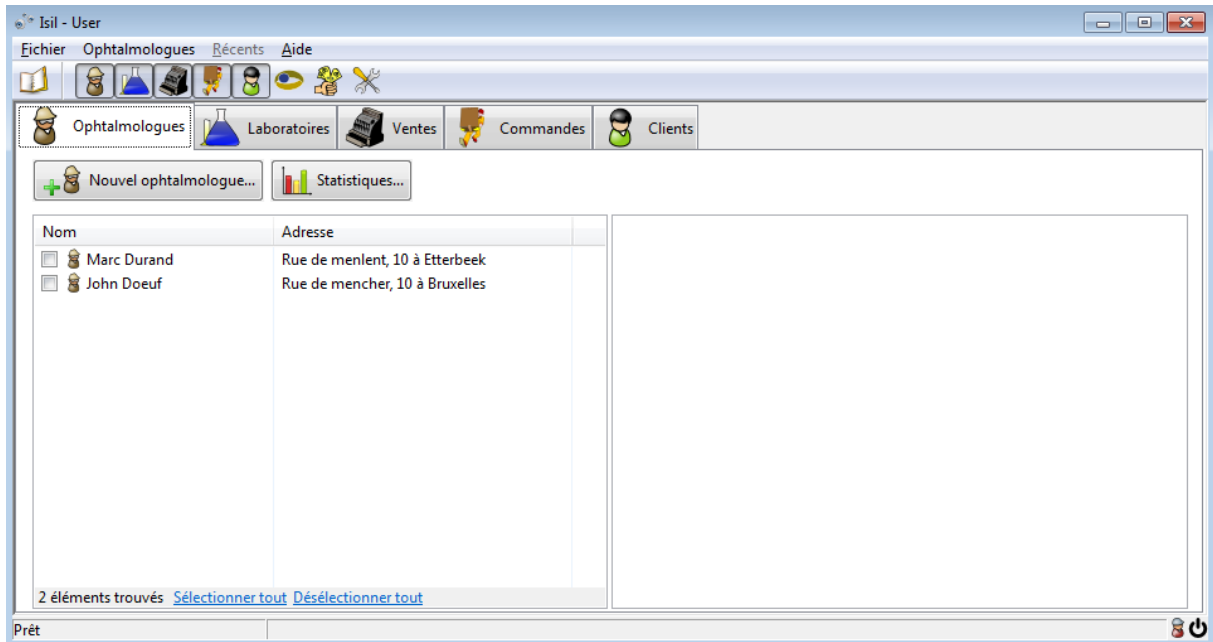 Isil - User
Fichier Ophtalmologues Récents Aide
Ophtalmologues Laboratoires Ventes Commandes Clients
Nouvel ophtalmologue... Statistiques...
Nom Adresse
Marc Durand Rue de menlent, 10 à Etterbeek
John Doeuf Rue de mencher, 10 à Bruxelles
2 éléments trouvés Sélectionner tout Désélectionner tout
Prêt